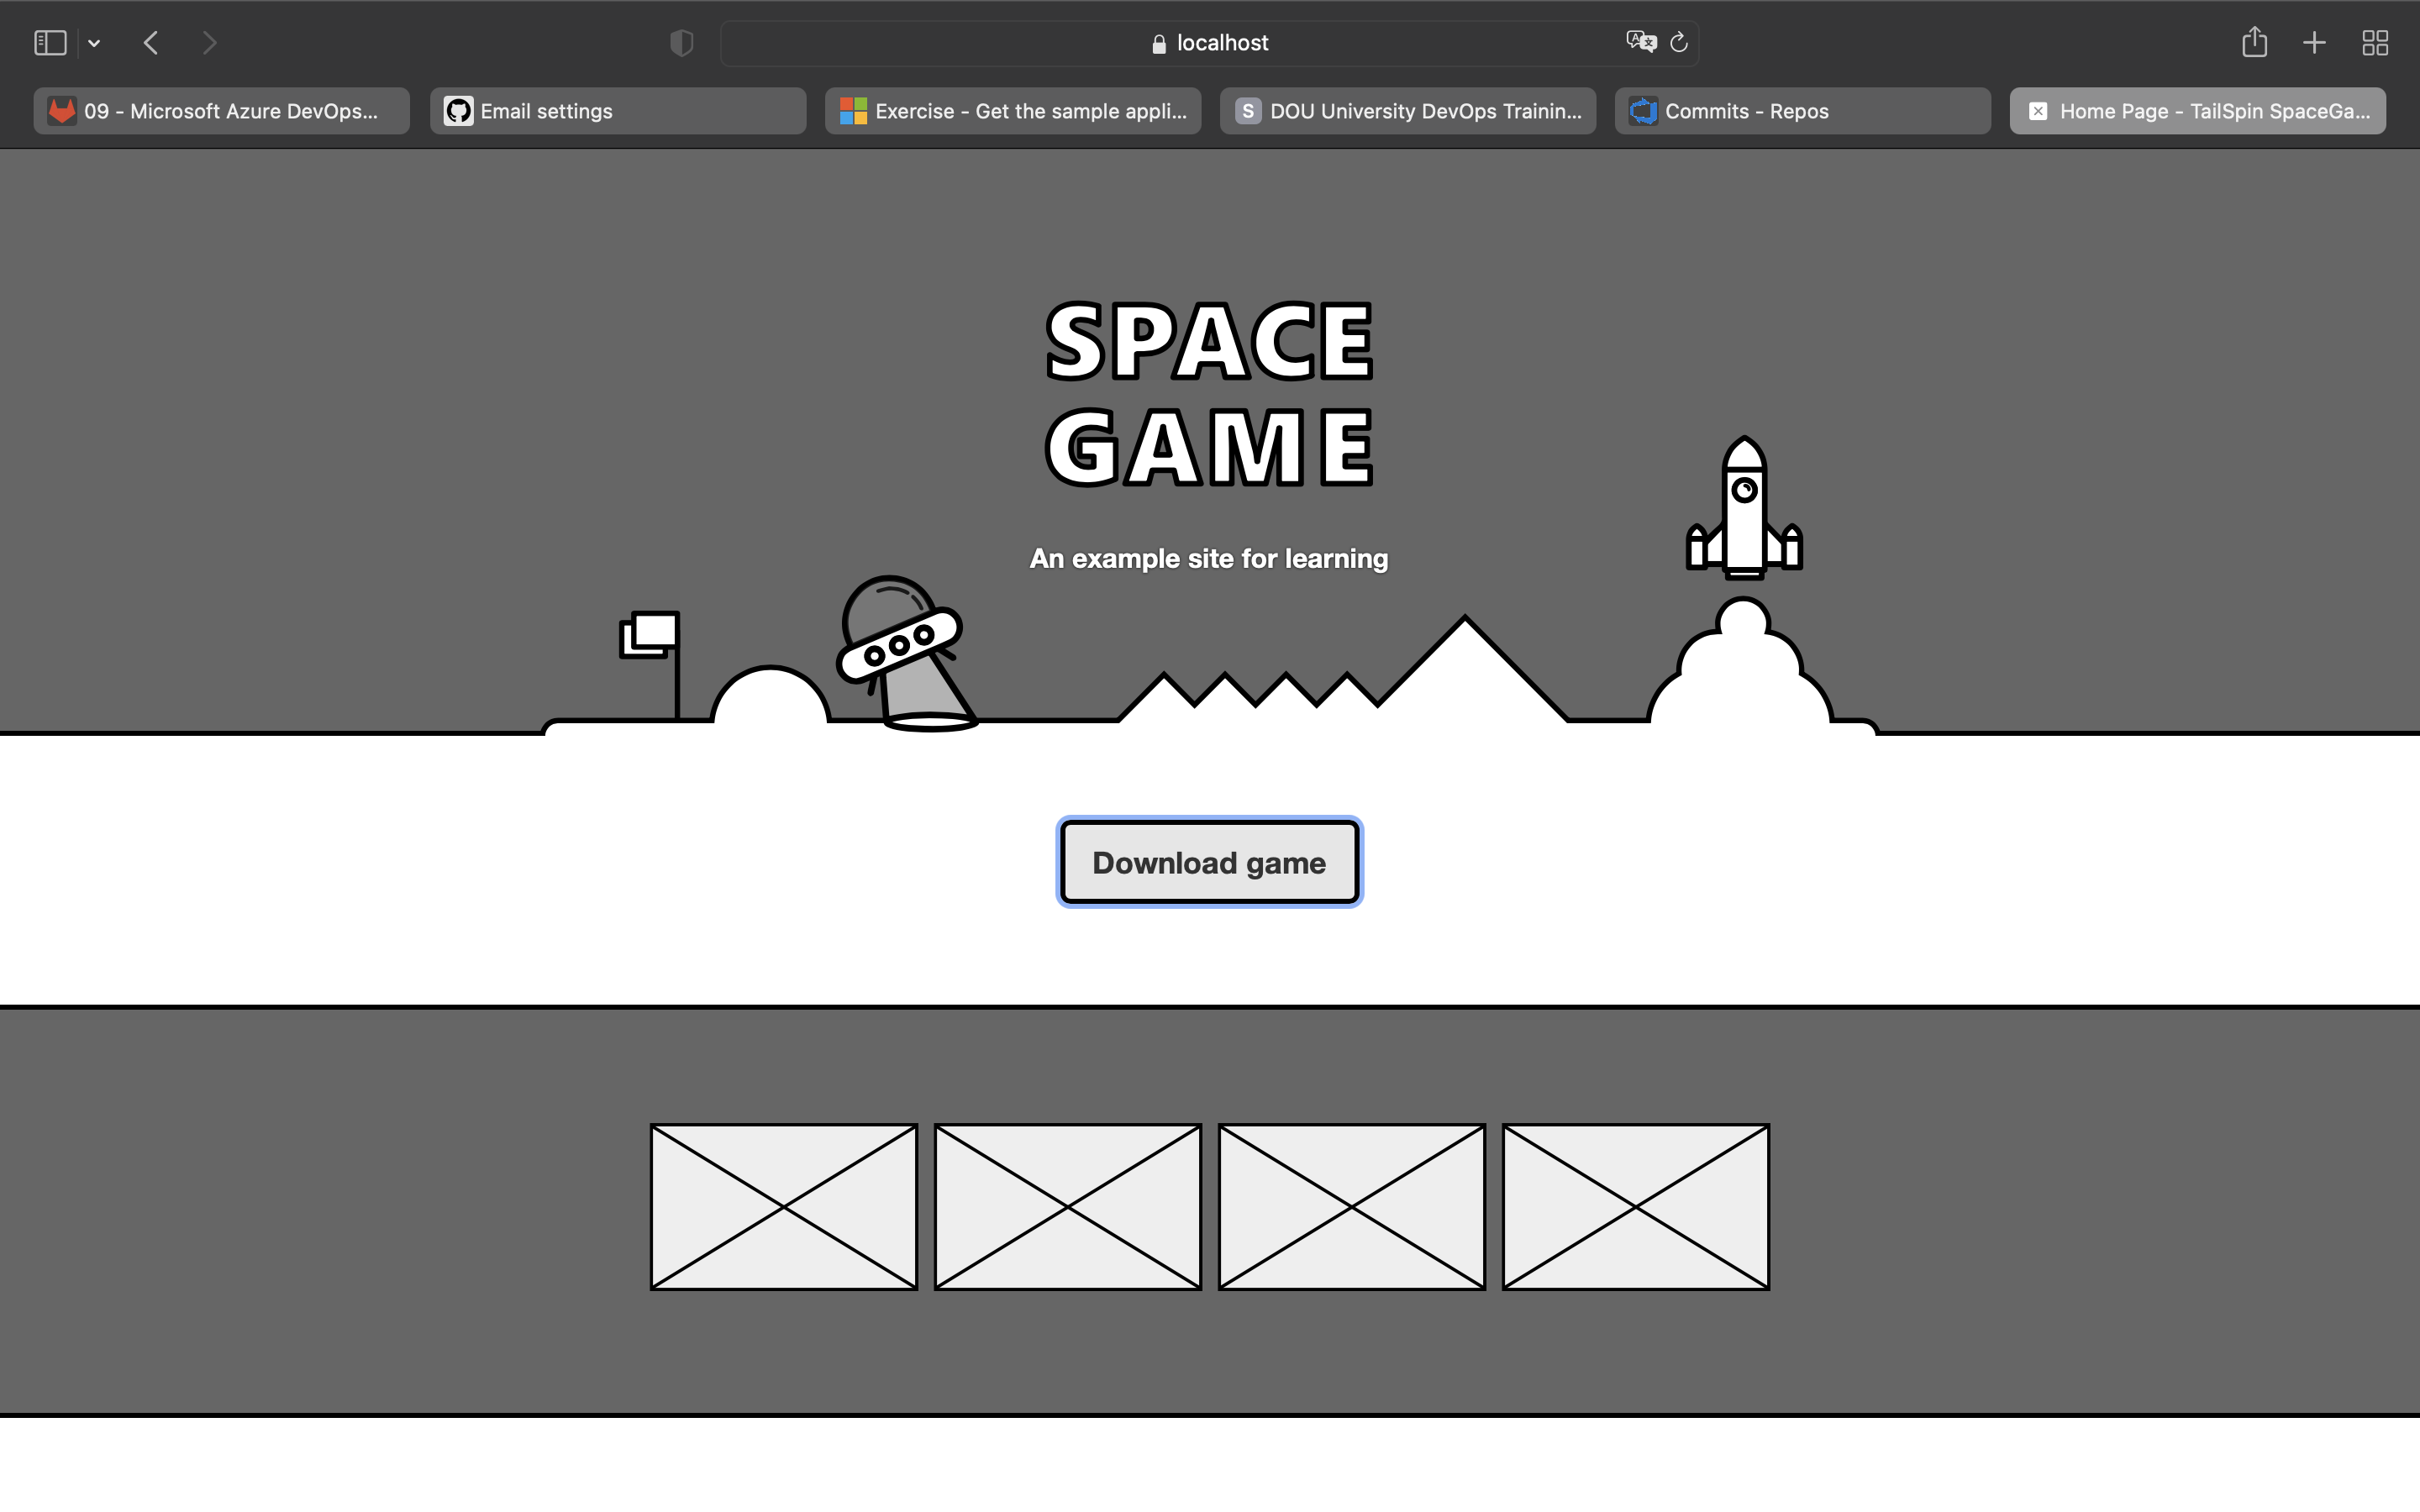 localhost
09 - Microsoft Azure DevOps...
Email settings
Exercise - Get the sample appli...
S DOU University DevOps Trainin...
Commits - Repos
Home Page - TailSpin SpaceGa...
SPACE
GAME
An example site for learning
Download game